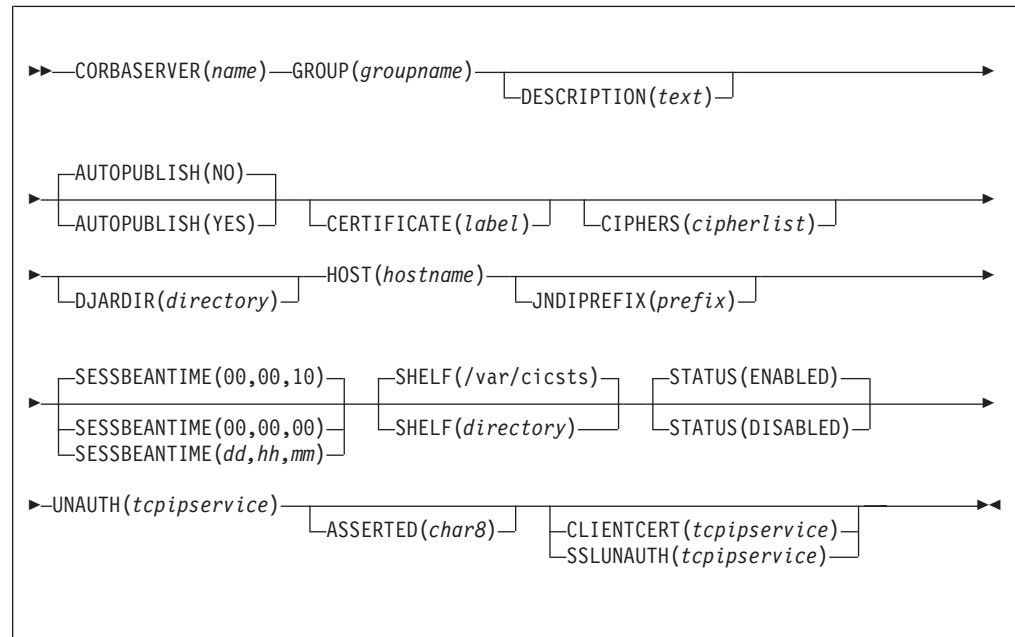 CORBASERVER(name) GROUP(groupname)
DESCRIPTION(text)
AUTOPUBLISH(NO)
AUTOPUBLISH(YES) CERTIFICATE(label) CIPHERS(cipherlist)
HOST(hostname)
DJARDIR(directory) JNDIPREFIX(prefix)
SESSBEANTIME(00,00,10) SHELF(/var/cicsts) STATUS(ENABLED)
SESSBEANTIME(00,00,00) SHELF(directory) STATUS(DISABLED)
SESSBEANTIME(dd,hh,mm)
UNAUTH(tcpipservice)
ASSERTED(char8) CLIENTCERT(tcpipservice)
SSLUNAUTH(tcpipservice)